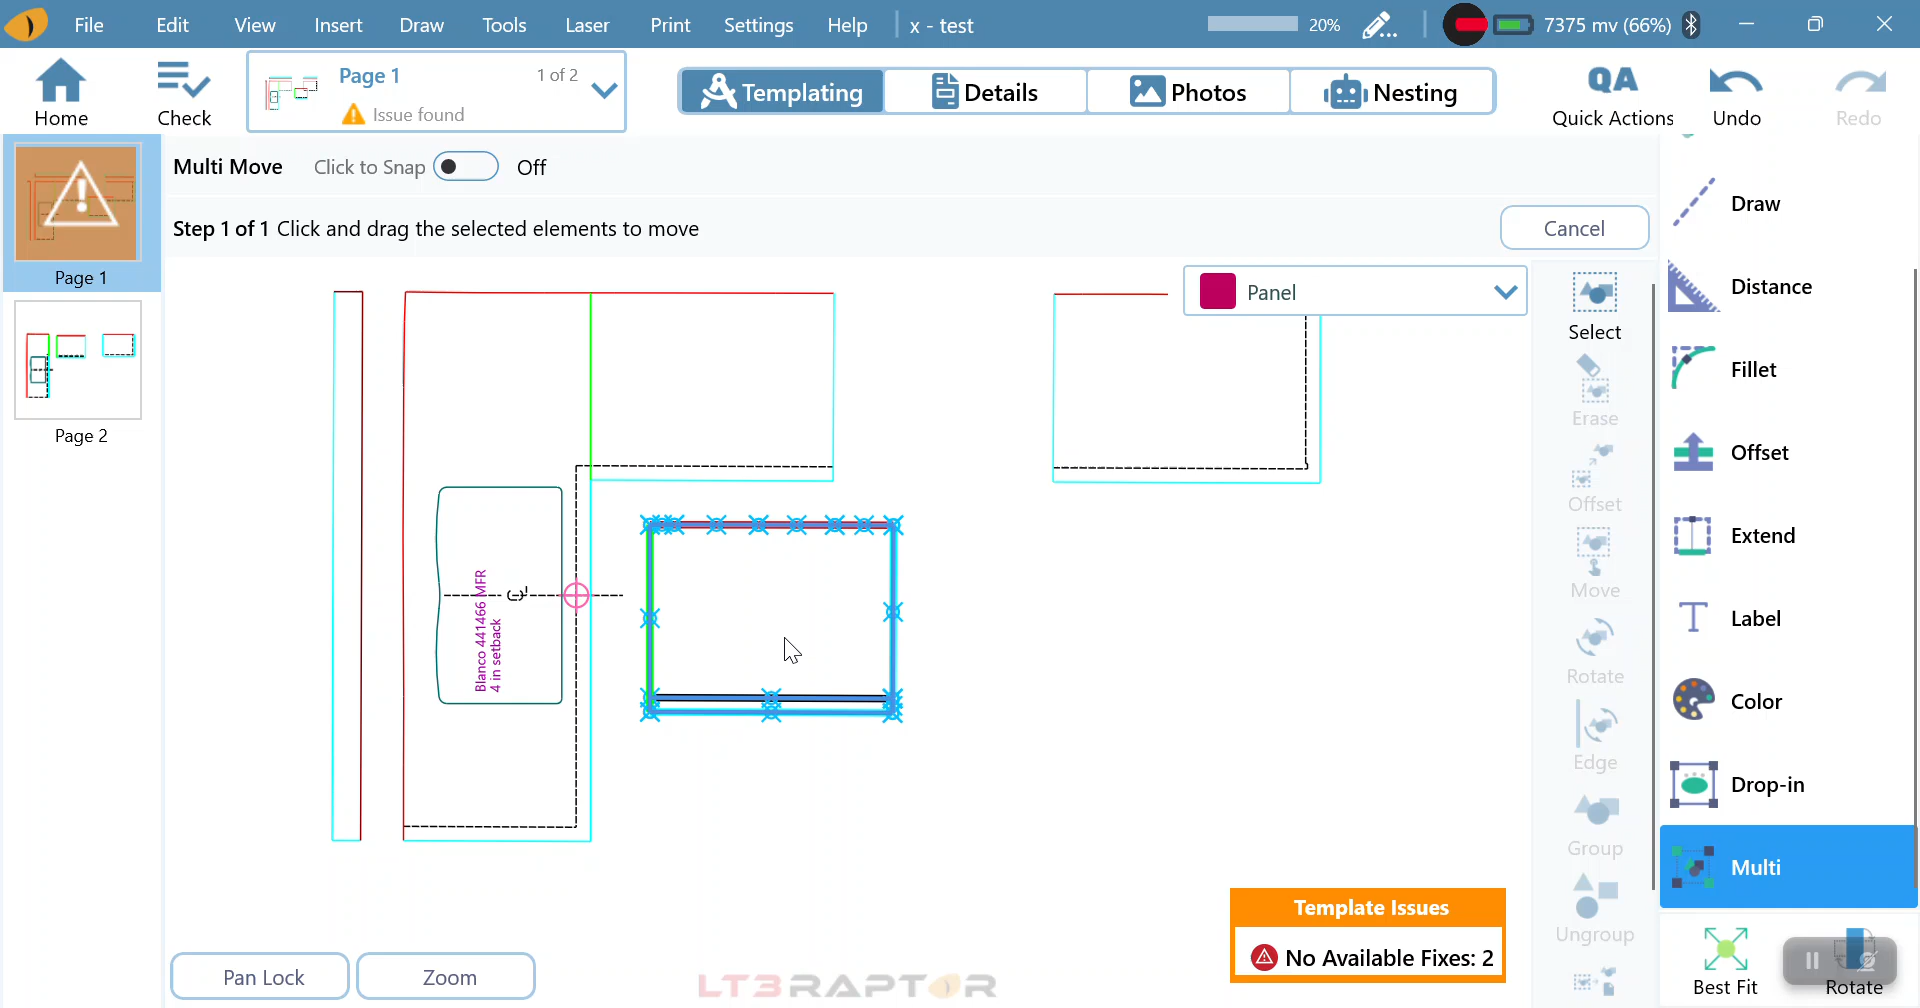 File Edit View Insert Draw Tools Laser Print Settings Help x - test 20% 7375 mv (66%)
Home
Check
Page 1 1 of 2
Issue found
Templating Details Photos Nesting
Quick Actions
QA
Undo
Redo
Multi Move Click to Snap Off
Step 1 of 1 Click and drag the selected elements to move
Cancel
Page 1
Page 2
Panel
Blanco 441466 MFR
4 in setback
Select
Erase
Offset
Move
Rotate
Edge
Group
Ungroup
Draw
Distance
Fillet
Offset
Extend
Label
Color
Drop-in
Multi
Best Fit
Rotate
Template Issues
No Available Fixes: 2
Pan Lock
Zoom
LT3RAPTOR